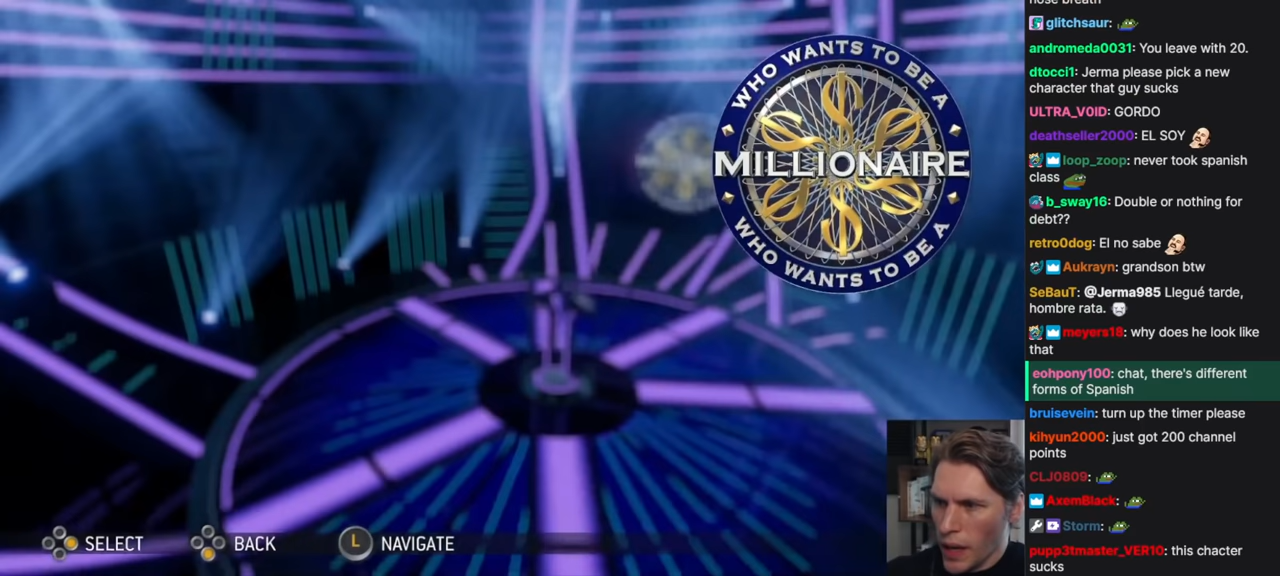 WHO WANTS TO BE A
MILLIONAIRE
WHO WANTS TO BE A
SELECT
BACK
L NAVIGATE
glitchsaur:
andromeda0031: You leave with 20.
dtocci1: Jerma please pick a new
character that guy sucks
ULTRA_V0ID: GORDO
deathseller2000: EL SOY
loop_zoop: never took spanish
class
b_sway16: Double or nothing for
debt??
retro0dog: El no sabe
Aukrayn: grandson btw
SeBauT: @Jerma985 Llegué tarde,
hombre rata.
meyers18: why does he look like
that
eohpony100: chat, there's different
forms of Spanish
bruisevein: turn up the timer please
kihyun2000: just got 200 channel
points
CLJ0809:
AxemBlack:
Storm:
pupp3tmaster_VER10: this chacter
sucks